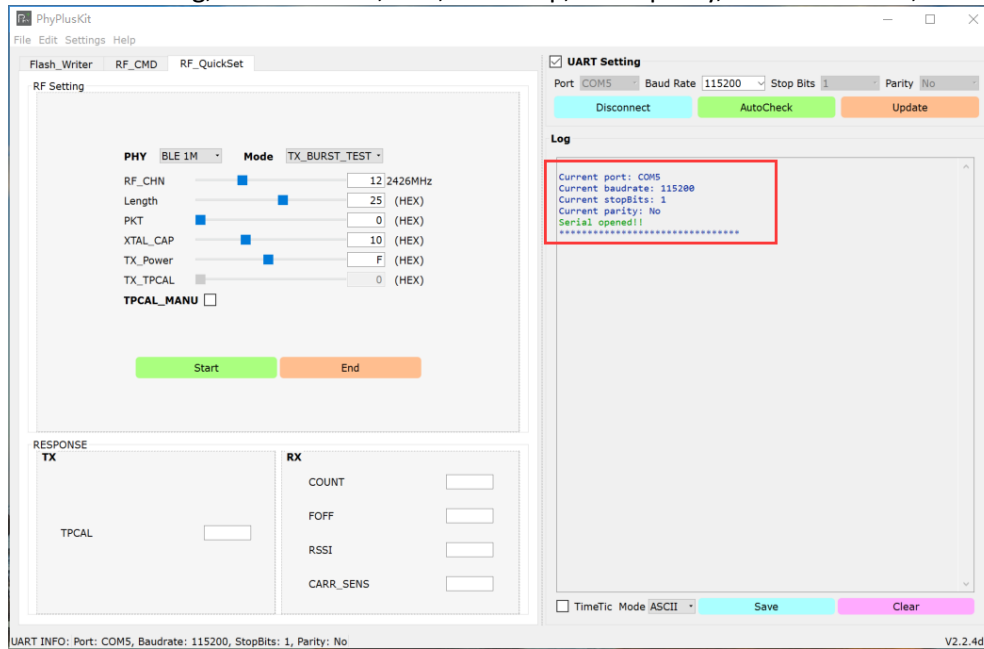 PhyPlusKit
File Edit Settings Help
Flash_Writer RF_CMD RF_QuickSet
RF Setting
PHY BLE 1M Mode TX_BURST_TEST
RF_CHN 12 2426MHz
Length 25 (HEX)
PKT 0 (HEX)
XTAL_CAP 10 (HEX)
TX_Power F (HEX)
TX_TPCAL 0 (HEX)
TPCAL_MANU
Start End
RESPONSE
TX
TPCAL
RX
COUNT
FOFF
RSSI
CARR_SENS
UART Setting
Port COM5 Baud Rate 115200 Stop Bits 1 Parity No
Disconnect AutoCheck Update
Log
Current port: COM5
Current baudrate: 115200
Current stopBits: 1
Current parity: No
Serial opened!!
********************************
TimeTic Mode ASCII Save Clear
UART INFO: Port: COM5, Baudrate: 115200, StopBits: 1, Parity: No V2.2.4d